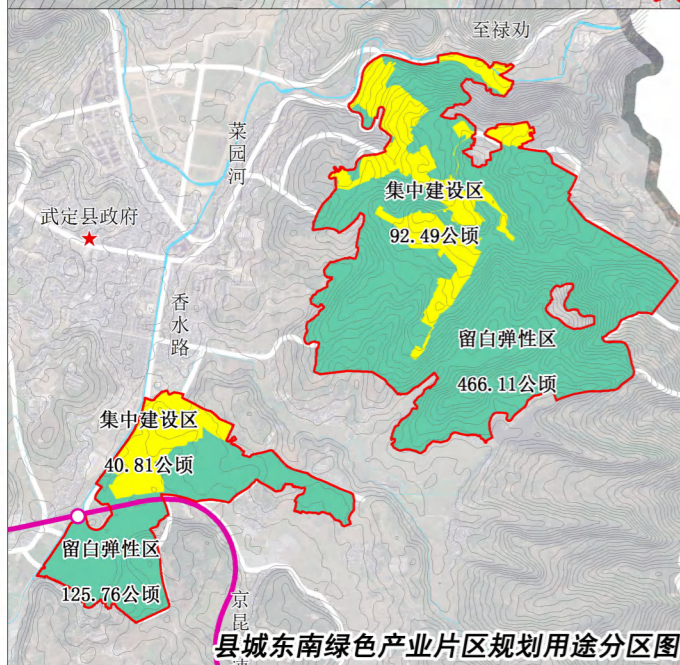 至禄劝
菜园河
集中建设区
92.49公顷
武定县政府
香水路
留白弹性区
466.11公顷
集中建设区
40.81公顷
留白弹性区
125.76公顷
京昆
县城东南绿色产业片区规划用途分区图